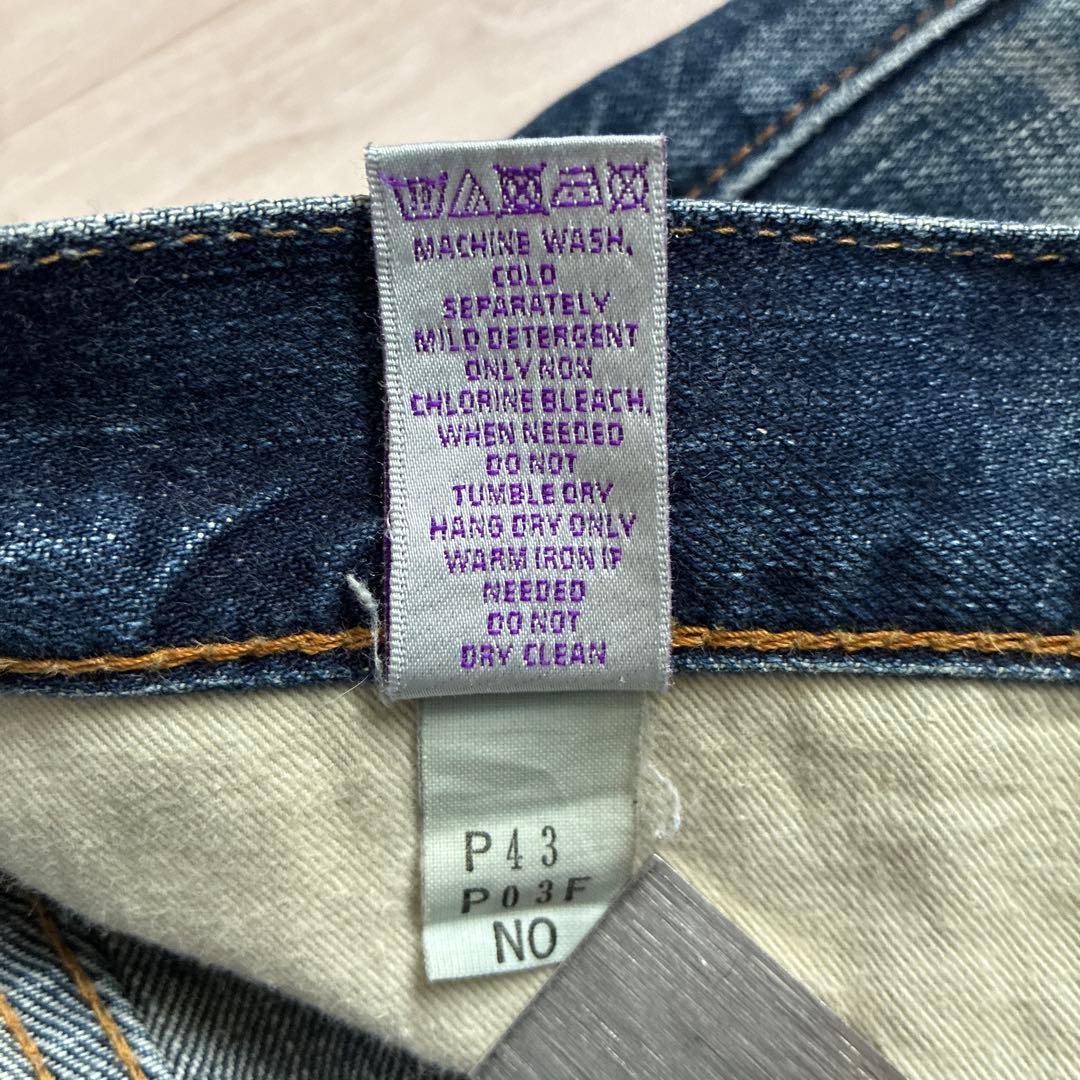 MACHINE WASH,
COLD
SEPARATELY
MILD DETERGENT
ONLY NON
CHLORINE BLEACH,
WHEN NEEDED
DO NOT
TUMBLE DRY
HANG DRY ONLY
WARM IRON IF
NEEDED
DO NOT
DRY CLEAN
P43
P03F
NO